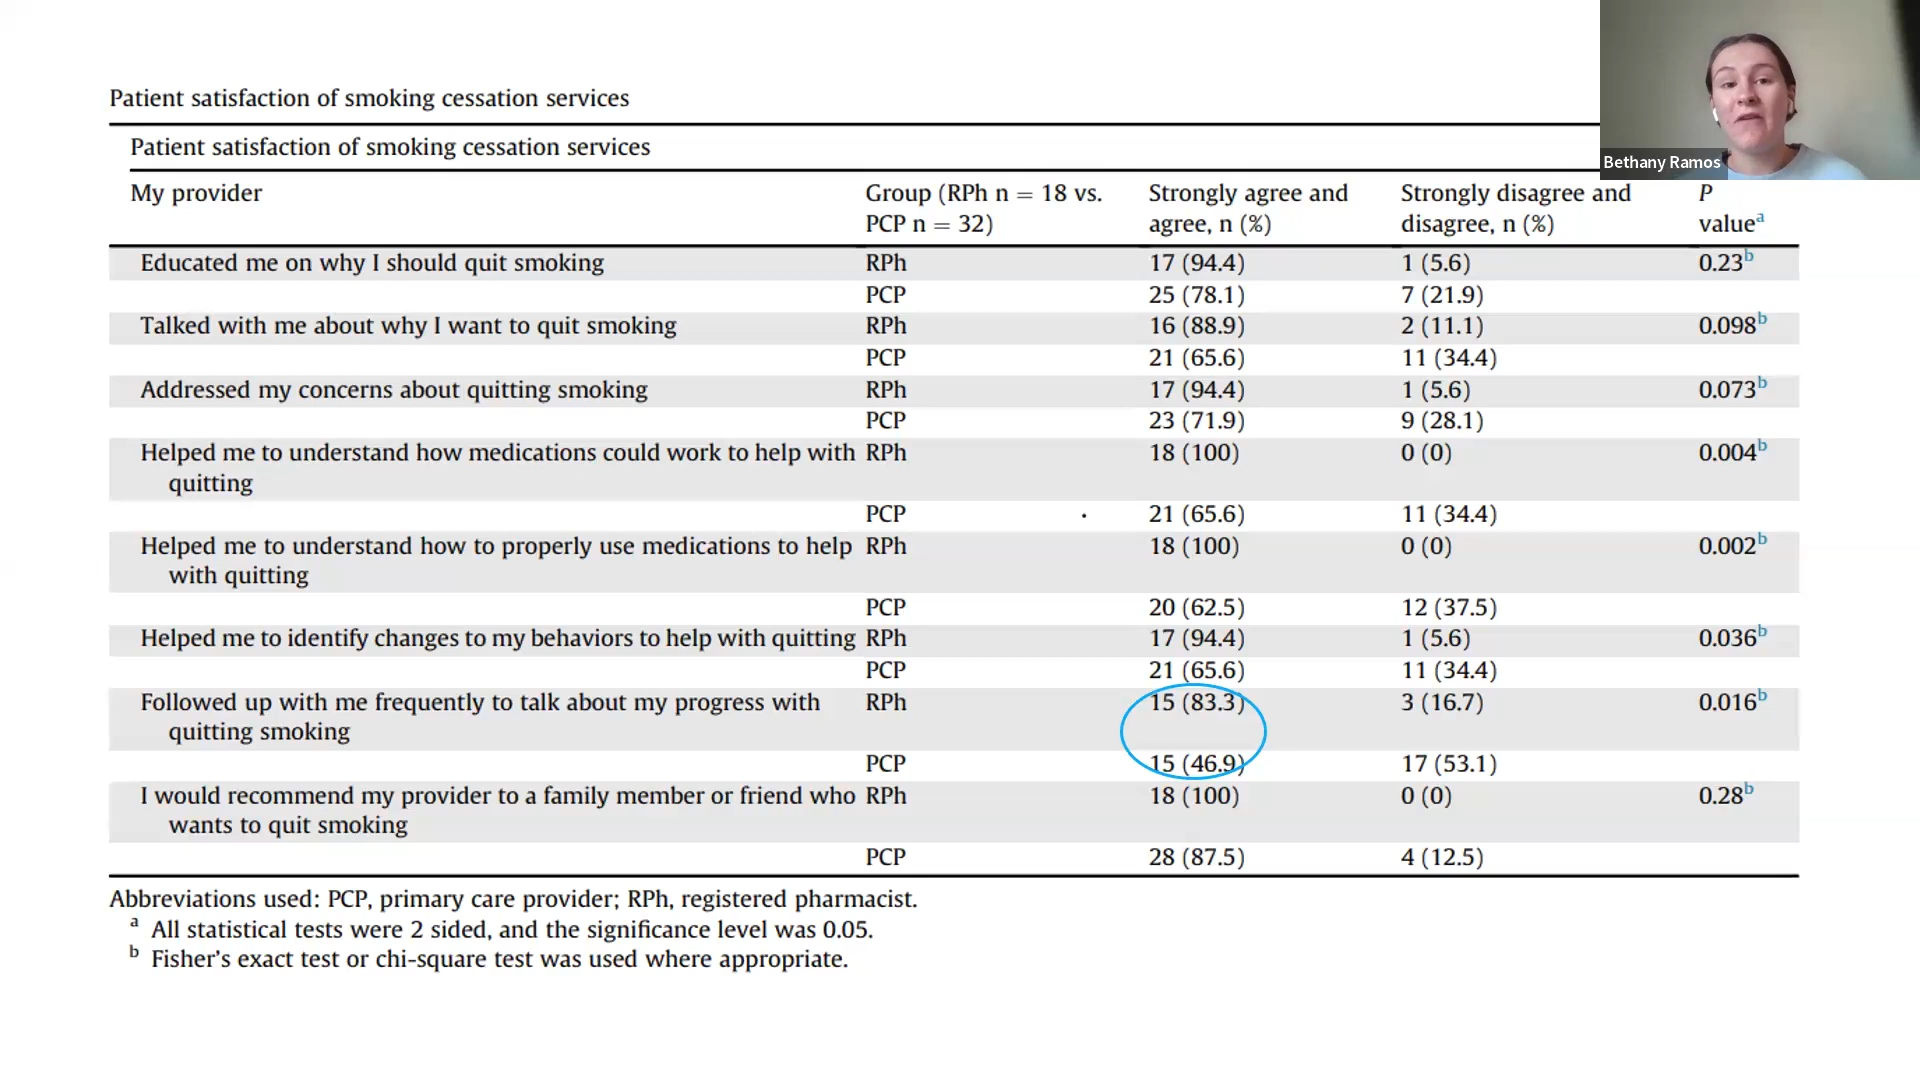 Patient satisfaction of smoking cessation services
Patient satisfaction of smoking cessation services
My provider Group (RPh n = 18 vs. PCP n = 32) Strongly agree and agree, n (%) Strongly disagree and disagree, n (%) P valueᵃ
Educated me on why I should quit smoking RPh 17 (94.4) 1 (5.6) 0.23ᵇ
PCP 25 (78.1) 7 (21.9)
Talked with me about why I want to quit smoking RPh 16 (88.9) 2 (11.1) 0.098ᵇ
PCP 21 (65.6) 11 (34.4)
Addressed my concerns about quitting smoking RPh 17 (94.4) 1 (5.6) 0.073ᵇ
PCP 23 (71.9) 9 (28.1)
Helped me to understand how medications could work to help with RPh 18 (100) 0 (0) 0.004ᵇ
quitting
PCP 21 (65.6) 11 (34.4)
Helped me to understand how to properly use medications to help RPh 18 (100) 0 (0) 0.002ᵇ
with quitting
PCP 20 (62.5) 12 (37.5)
Helped me to identify changes to my behaviors to help with quitting RPh 17 (94.4) 1 (5.6) 0.036ᵇ
PCP 21 (65.6) 11 (34.4)
Followed up with me frequently to talk about my progress with RPh 15 (83.3) 3 (16.7) 0.016ᵇ
quitting smoking
PCP 15 (46.9) 17 (53.1)
I would recommend my provider to a family member or friend who RPh 18 (100) 0 (0) 0.28ᵇ
wants to quit smoking
PCP 28 (87.5) 4 (12.5)
Abbreviations used: PCP, primary care provider; RPh, registered pharmacist.
ᵃ All statistical tests were 2 sided, and the significance level was 0.05.
ᵇ Fisher's exact test or chi-square test was used where appropriate.
Bethany Ramos